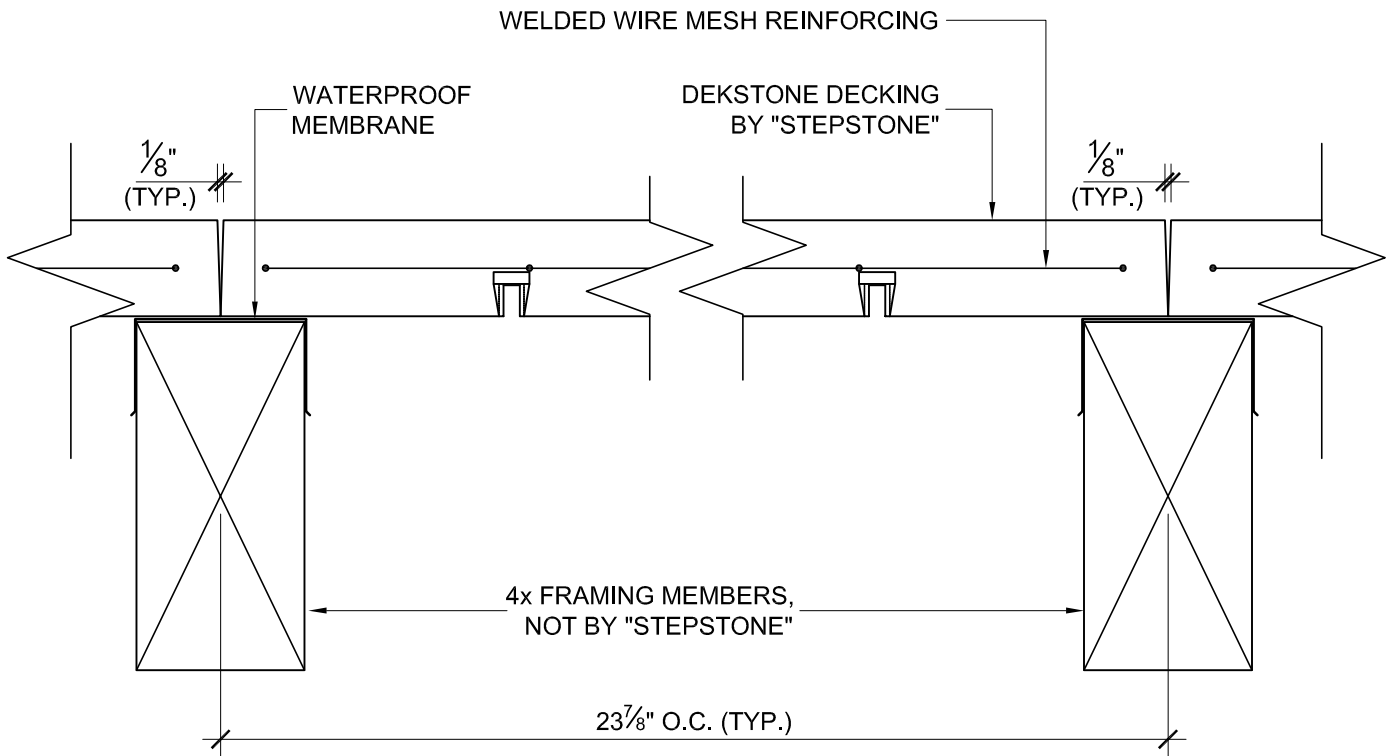 WELDED WIRE MESH REINFORCING
WATERPROOF
MEMBRANE
DEKSTONE DECKING
BY "STEPSTONE"
1/8"
(TYP.)
1/8"
(TYP.)
4x FRAMING MEMBERS,
NOT BY "STEPSTONE"
23 7/8" O.C. (TYP.)